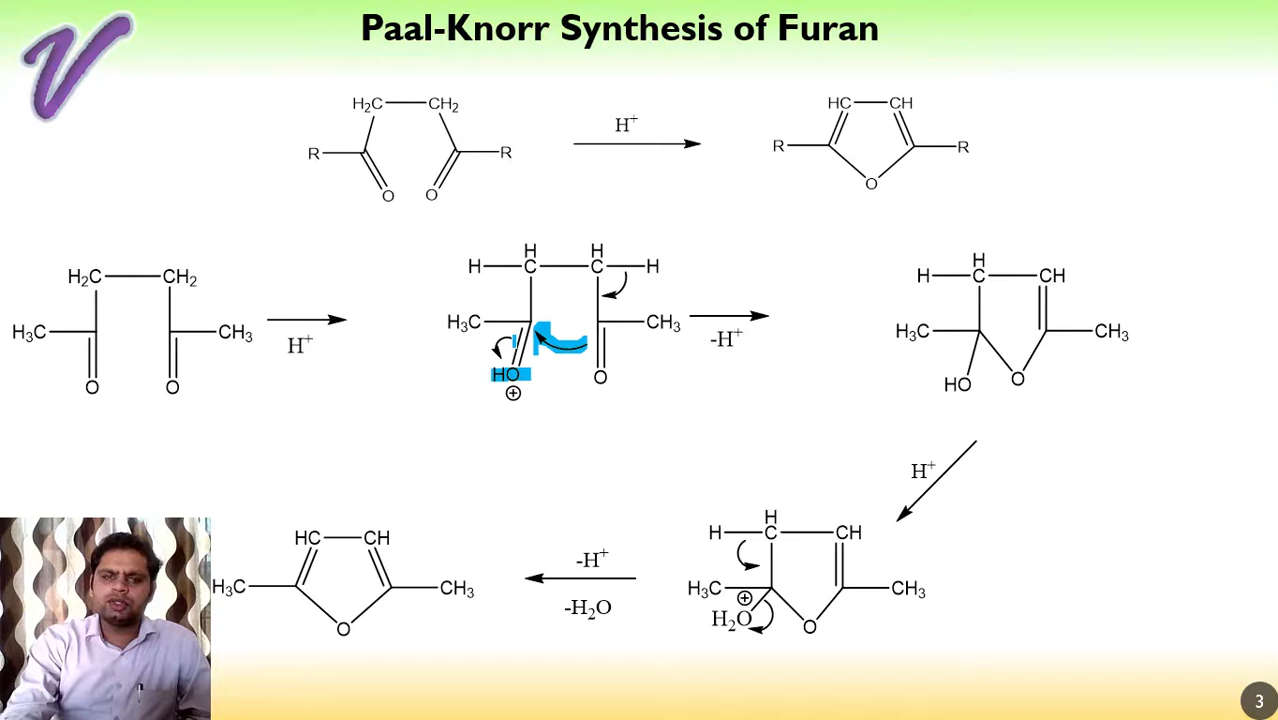 V
Paal-Knorr Synthesis of Furan
H₂C CH₂
R R
O O
H⁺
HC CH
R R
O
H₂C CH₂
H₃C CH₃
O O
H⁺
H H
H C C H
H₃C CH₃
HO O
⊕
-H⁺
H
H C CH
H₃C CH₃
HO O
H⁺
H
H C CH
H₃C CH₃
⊕
H₂O O
-H⁺
-H₂O
HC CH
H₃C CH₃
O
3